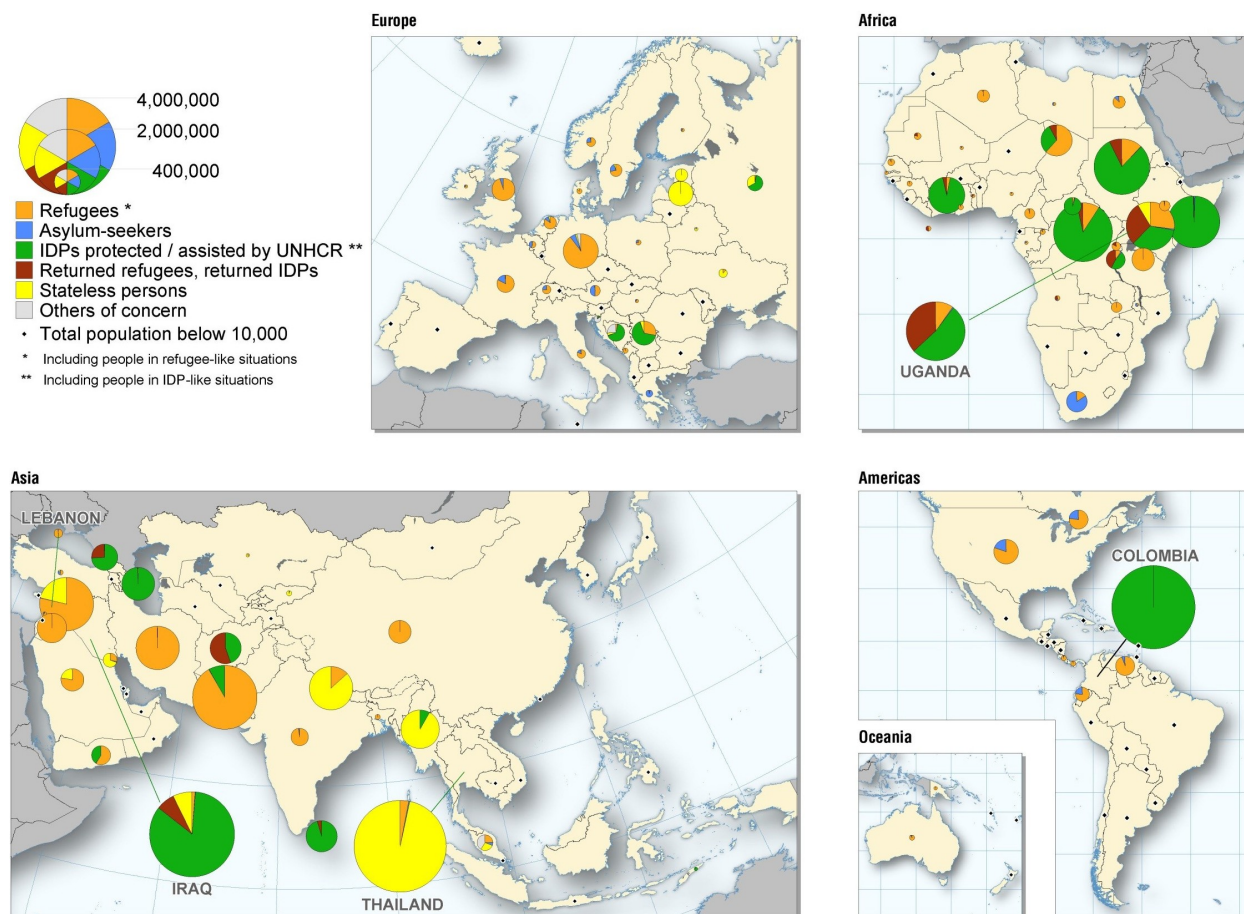 Europe
Africa
4,000,000
2,000,000
400,000
Refugees *
Asylum-seekers
IDPs protected / assisted by UNHCR **
Returned refugees, returned IDPs
Stateless persons
Others of concern
Total population below 10,000
* Including people in refugee-like situations
** Including people in IDP-like situations
UGANDA
Asia
Americas
LEBANON
COLOMBIA
Oceania
IRAQ
THAILAND